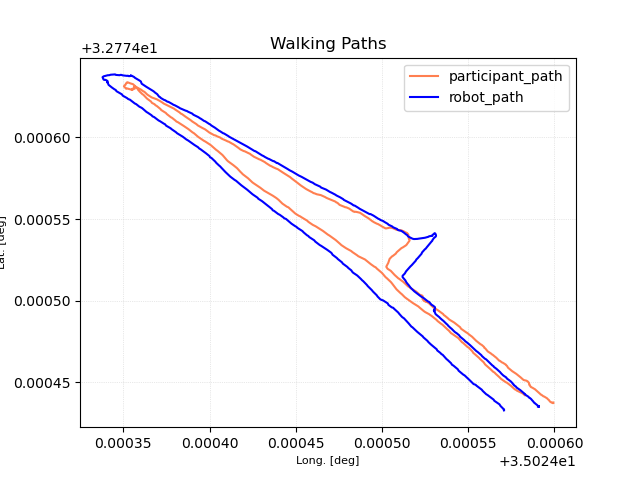 Walking Paths
+3.2774e1
participant_path
robot_path
0.00060
0.00055
0.00050
0.00045
Lat. [deg]
0.00035 0.00040 0.00045 0.00050 0.00055 0.00060
Long. [deg]
+3.5024e1